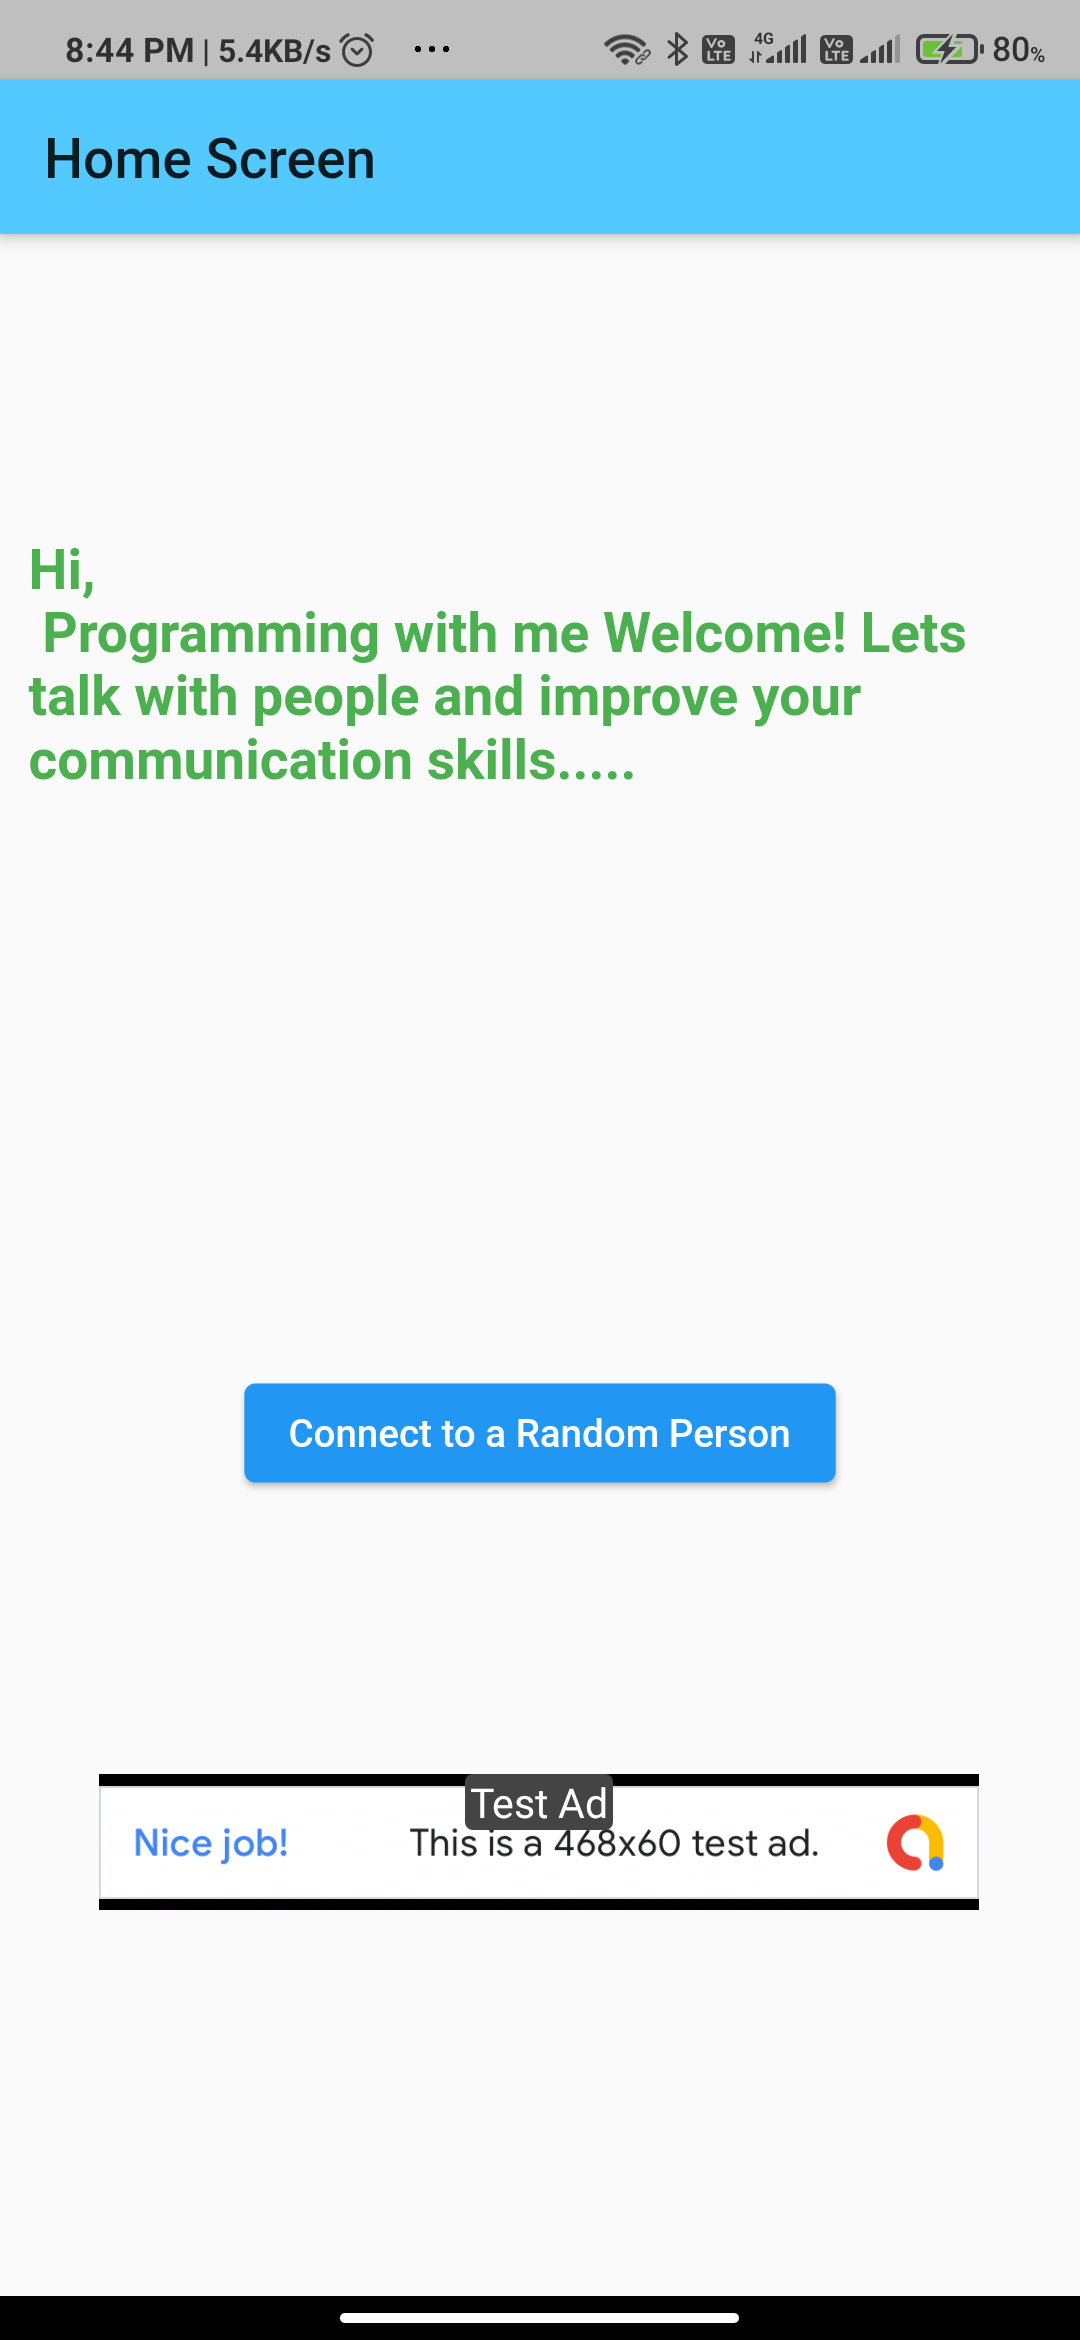 8:44 PM | 5.4KB/s ... Vo LTE 4G Vo LTE 80%
Home Screen
Hi,
Programming with me Welcome! Lets
talk with people and improve your
communication skills.....
Connect to a Random Person
Test Ad
Nice job! This is a 468x60 test ad.